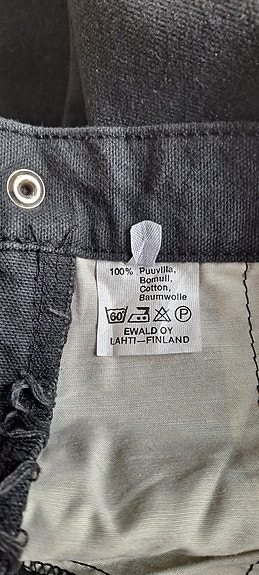 100% Puuvilla,
Bomull,
Cotton,
Baumwolle
60 P
EWALD OY
LAHTI—FINLAND